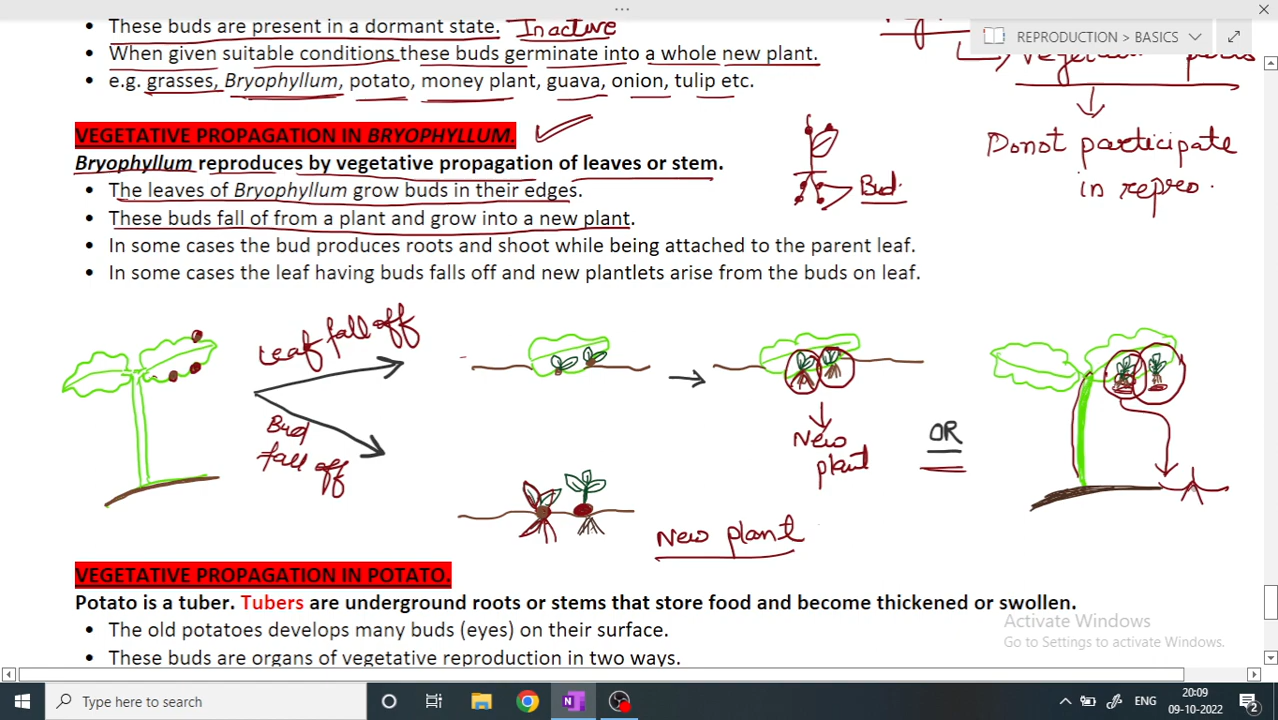 These buds are present in a dormant state. Inactive
REPRODUCTION > BASICS
When given suitable conditions these buds germinate into a whole new plant.
e.g. grasses, Bryophyllum, potato, money plant, guava, onion, tulip etc.
Donot participate
in repro.
VEGETATIVE PROPAGATION IN BRYOPHYLLUM.
Bryophyllum reproduces by vegetative propagation of leaves or stem.
The leaves of Bryophyllum grow buds in their edges.
Bud.
These buds fall of from a plant and grow into a new plant.
In some cases the bud produces roots and shoot while being attached to the parent leaf.
In some cases the leaf having buds falls off and new plantlets arise from the buds on leaf.
Leaf fall off
Bud
fall off
New
plant
OR
New plant
VEGETATIVE PROPAGATION IN POTATO.
Potato is a tuber. Tubers are underground roots or stems that store food and become thickened or swollen.
The old potatoes develops many buds (eyes) on their surface.
These buds are organs of vegetative reproduction in two ways.
Activate Windows
Go to Settings to activate Windows.
Type here to search
ENG
20:09
09-10-2022
2